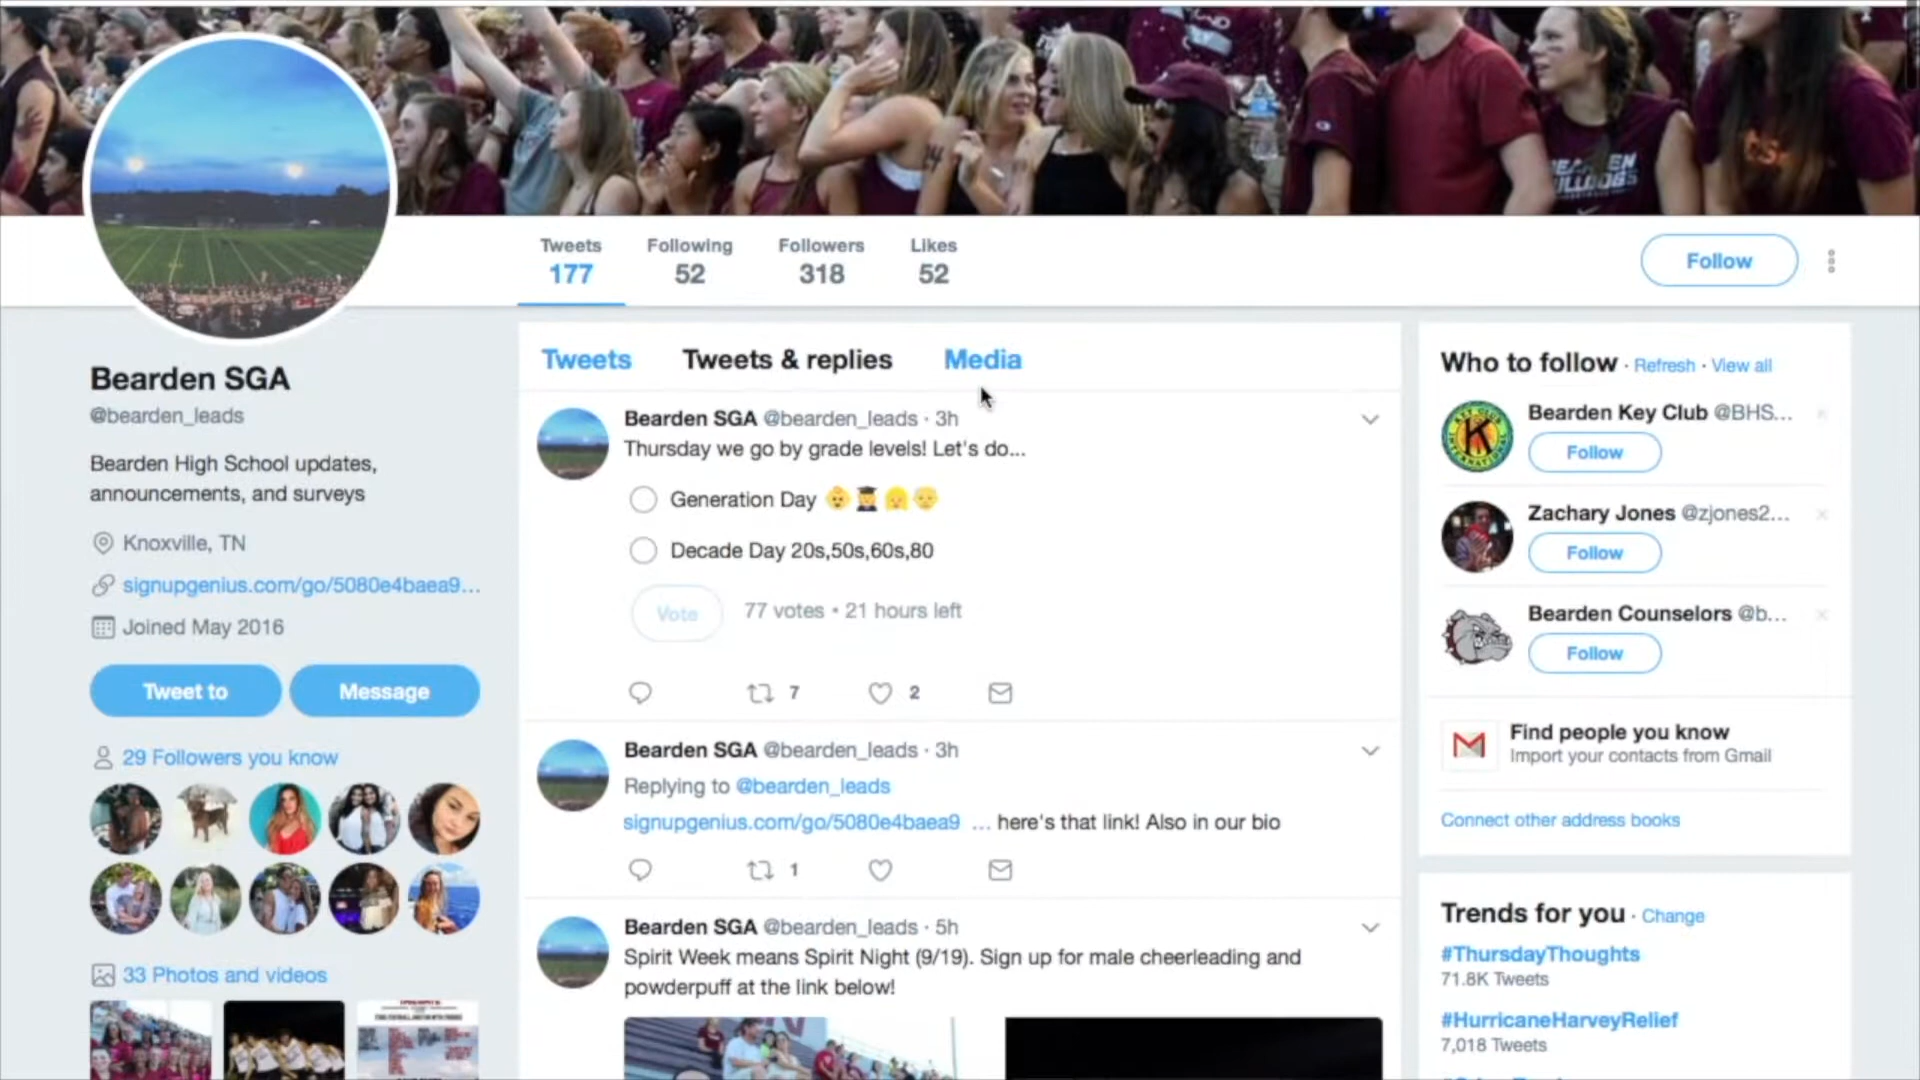 BEARDEN
BULLDOGS
Tweets
177
Following
52
Followers
318
Likes
52
Follow
Bearden SGA
@bearden_leads
Bearden High School updates,
announcements, and surveys
Knoxville, TN
signupgenius.com/go/5080e4baea9...
Joined May 2016
Tweet to
Message
29 Followers you know
33 Photos and videos
Tweets Tweets & replies Media
Bearden SGA @bearden_leads · 3h
Thursday we go by grade levels! Let's do...
Generation Day 👶👨‍🎓👱‍♀️👴
Decade Day 20s,50s,60s,80
Vote 77 votes • 21 hours left
7 2
Bearden SGA @bearden_leads · 3h
Replying to @bearden_leads
signupgenius.com/go/5080e4baea9 ... here's that link! Also in our bio
1
Bearden SGA @bearden_leads · 5h
Spirit Week means Spirit Night (9/19). Sign up for male cheerleading and
powderpuff at the link below!
Who to follow · Refresh · View all
Bearden Key Club @BHS...
Follow
Zachary Jones @zjones2...
Follow
Bearden Counselors @b...
Follow
Find people you know
Import your contacts from Gmail
Connect other address books
Trends for you · Change
#ThursdayThoughts
71.8K Tweets
#HurricaneHarveyRelief
7,018 Tweets